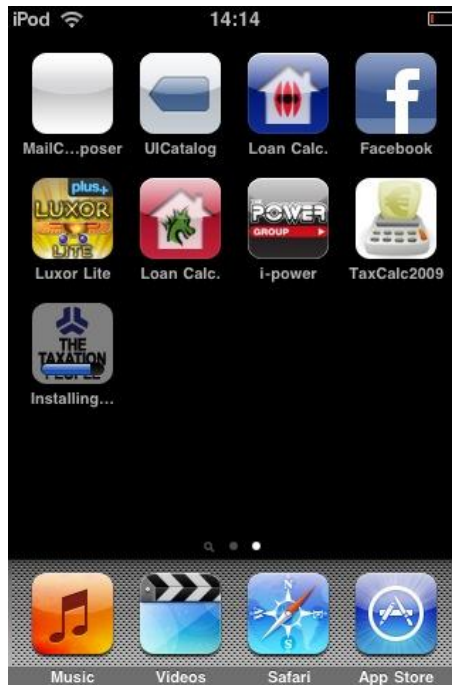 iPod 14:14
MailC...poser UICatalog Loan Calc. Facebook
plus+
LUXOR
LITE
Luxor Lite Loan Calc. i-power TaxCalc2009
POWER
GROUP
THE
TAXATION
PEOPLE
Installing...
Music Videos Safari App Store